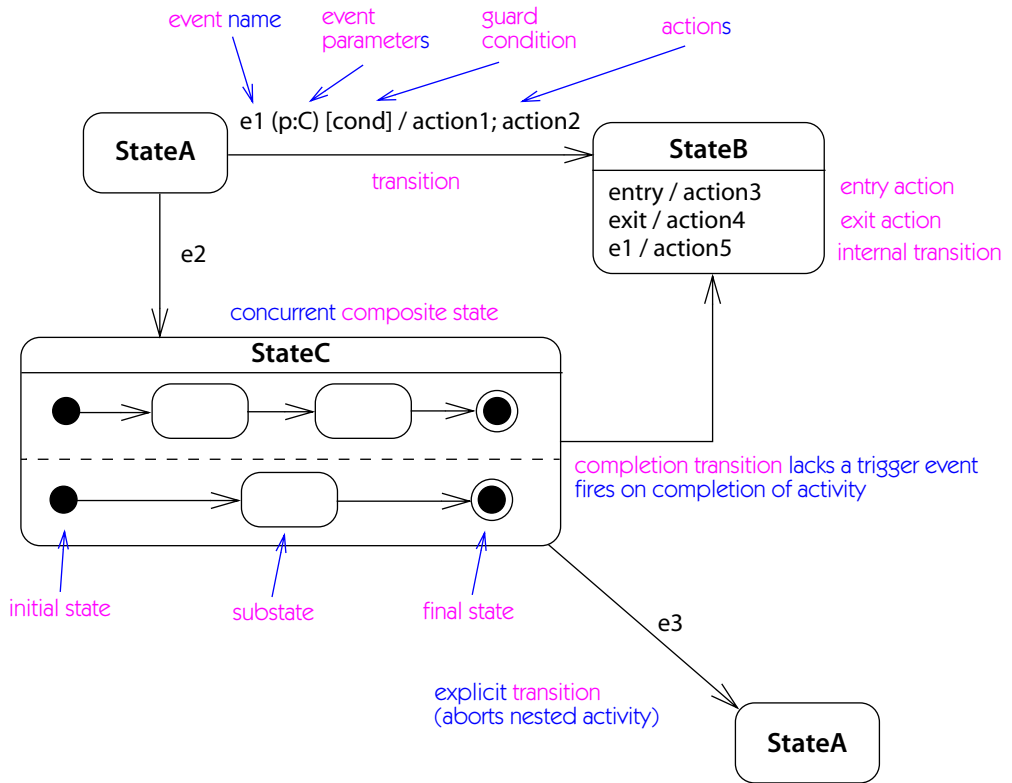 event name
event
parameters
guard
condition
actions
e1 (p:C) [cond] / action1; action2
StateA
transition
StateB
entry / action3
exit / action4
e1 / action5
entry action
exit action
internal transition
e2
concurrent composite state
StateC
completion transition lacks a trigger event
fires on completion of activity
initial state
substate
final state
e3
explicit transition
(aborts nested activity)
StateA